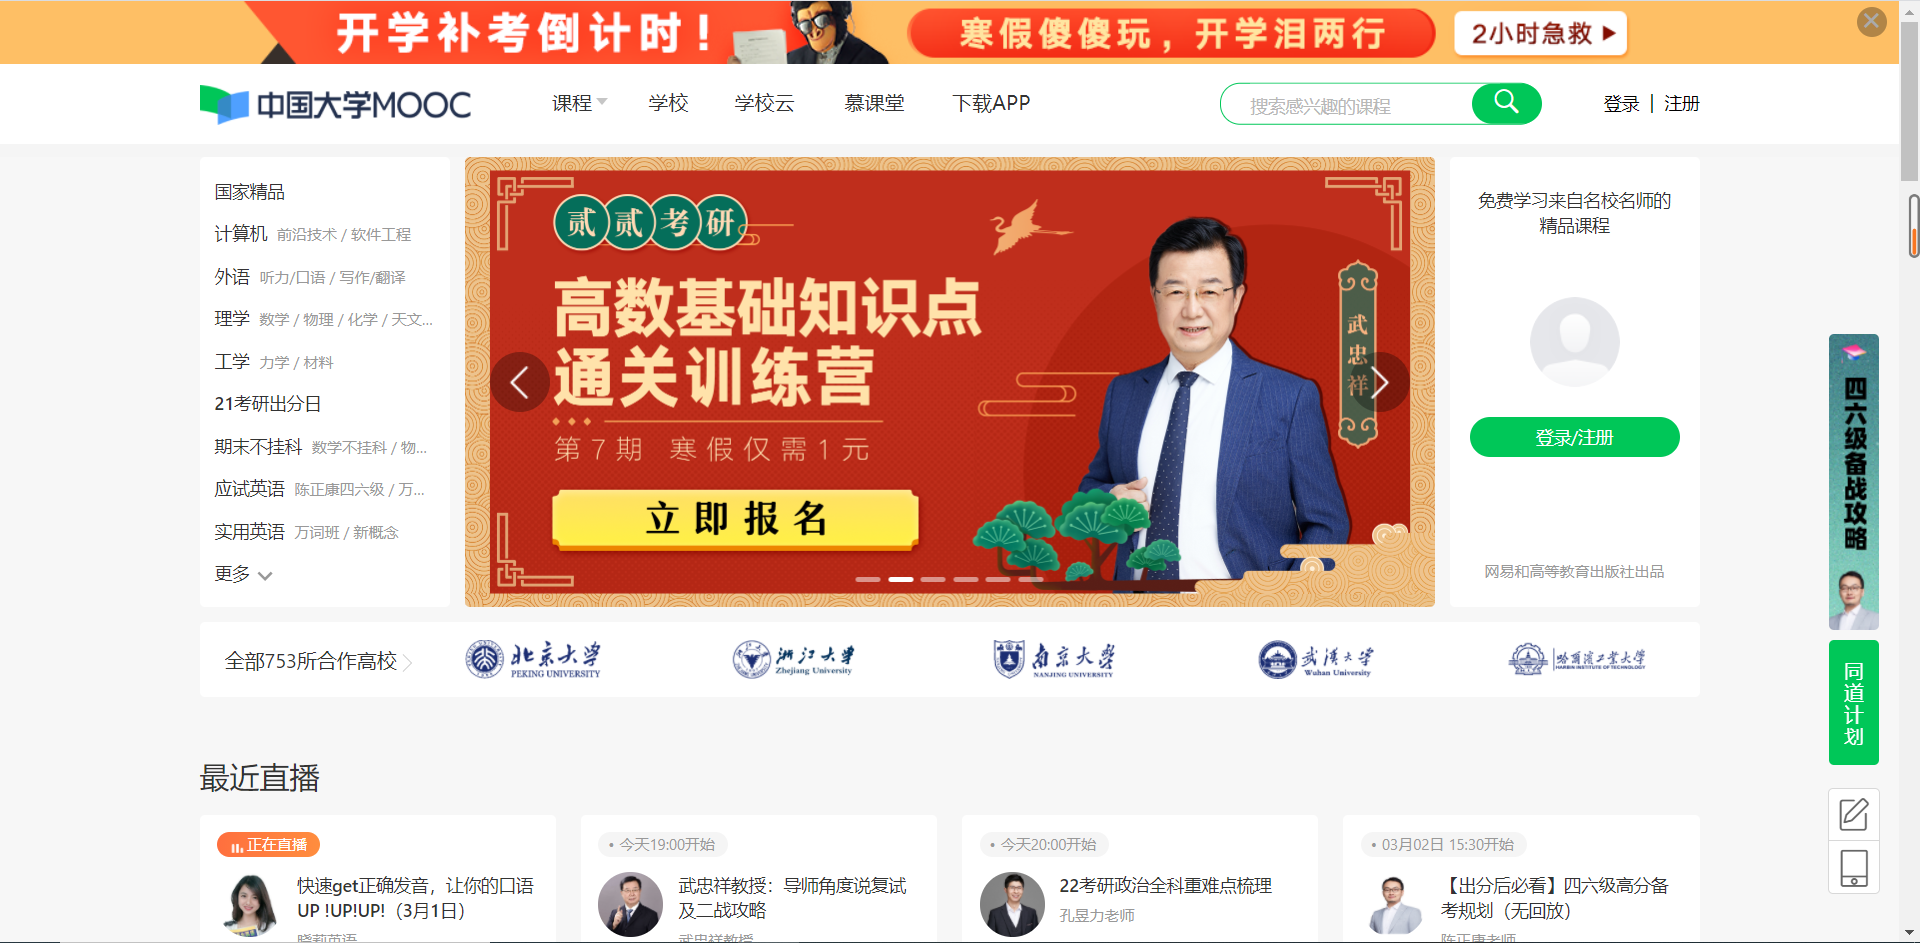 开学补考倒计时！
寒假傻傻玩，开学泪两行
2小时急救
中国大学MOOC
课程
学校
学校云
慕课堂
下载APP
搜索感兴趣的课程
登录 | 注册
国家精品
计算机 前沿技术 / 软件工程
外语 听力/口语 / 写作/翻译
理学 数学 / 物理 / 化学 / 天文...
工学 力学 / 材料
21考研出分日
期末不挂科 数学不挂科 / 物...
应试英语 陈正康四六级 / 万...
实用英语 万词班 / 新概念
更多
贰贰考研
高数基础知识点
通关训练营
第7期 寒假仅需1元
立即报名
武忠祥
免费学习来自名校名师的
精品课程
登录/注册
网易和高等教育出版社出品
四六级备战攻略
同道计划
全部753所合作高校
北京大学
PEKING UNIVERSITY
浙江大学
Zhejiang University
南京大学
NANJING UNIVERSITY
武汉大学
Wuhan University
哈尔滨工业大学
HARBIN INSTITUTE OF TECHNOLOGY
最近直播
正在直播
快速get正确发音，让你的口语
UP !UP!UP!（3月1日）
晓莉英语
今天19:00开始
武忠祥教授：导师角度说复试
及二战攻略
武忠祥教授
今天20:00开始
22考研政治全科重难点梳理
孔昱力老师
03月02日 15:30开始
【出分后必看】四六级高分备
考规划（无回放）
陈正康老师